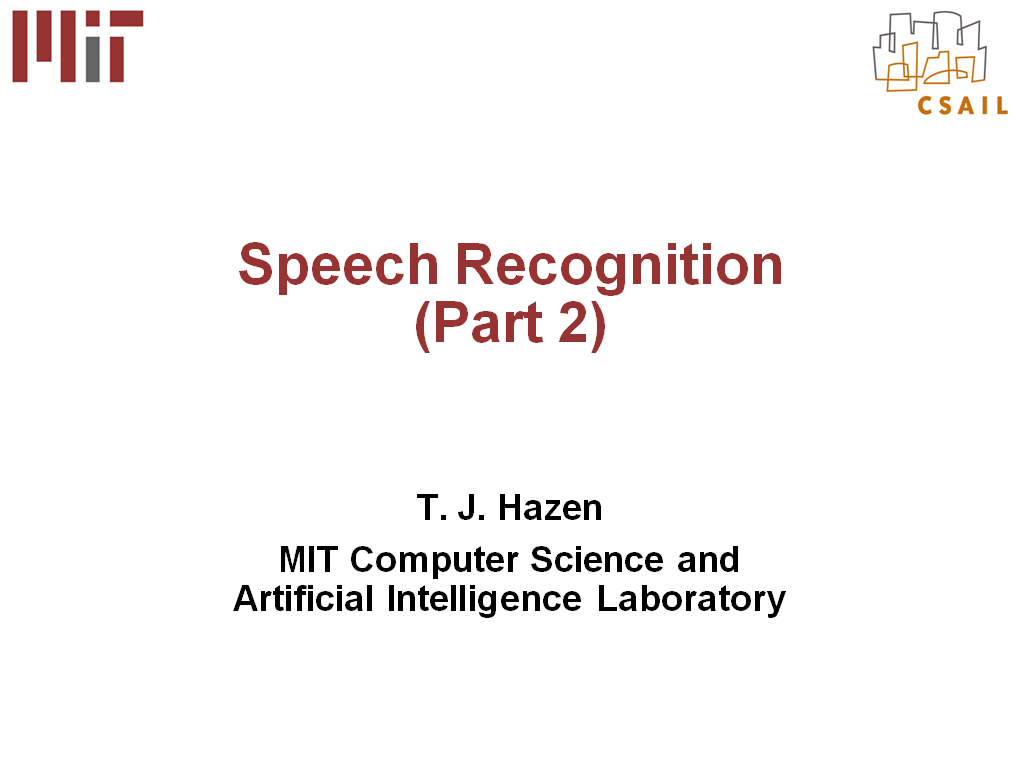 MIT
CSAIL
Speech Recognition
(Part 2)
T. J. Hazen
MIT Computer Science and
Artificial Intelligence Laboratory